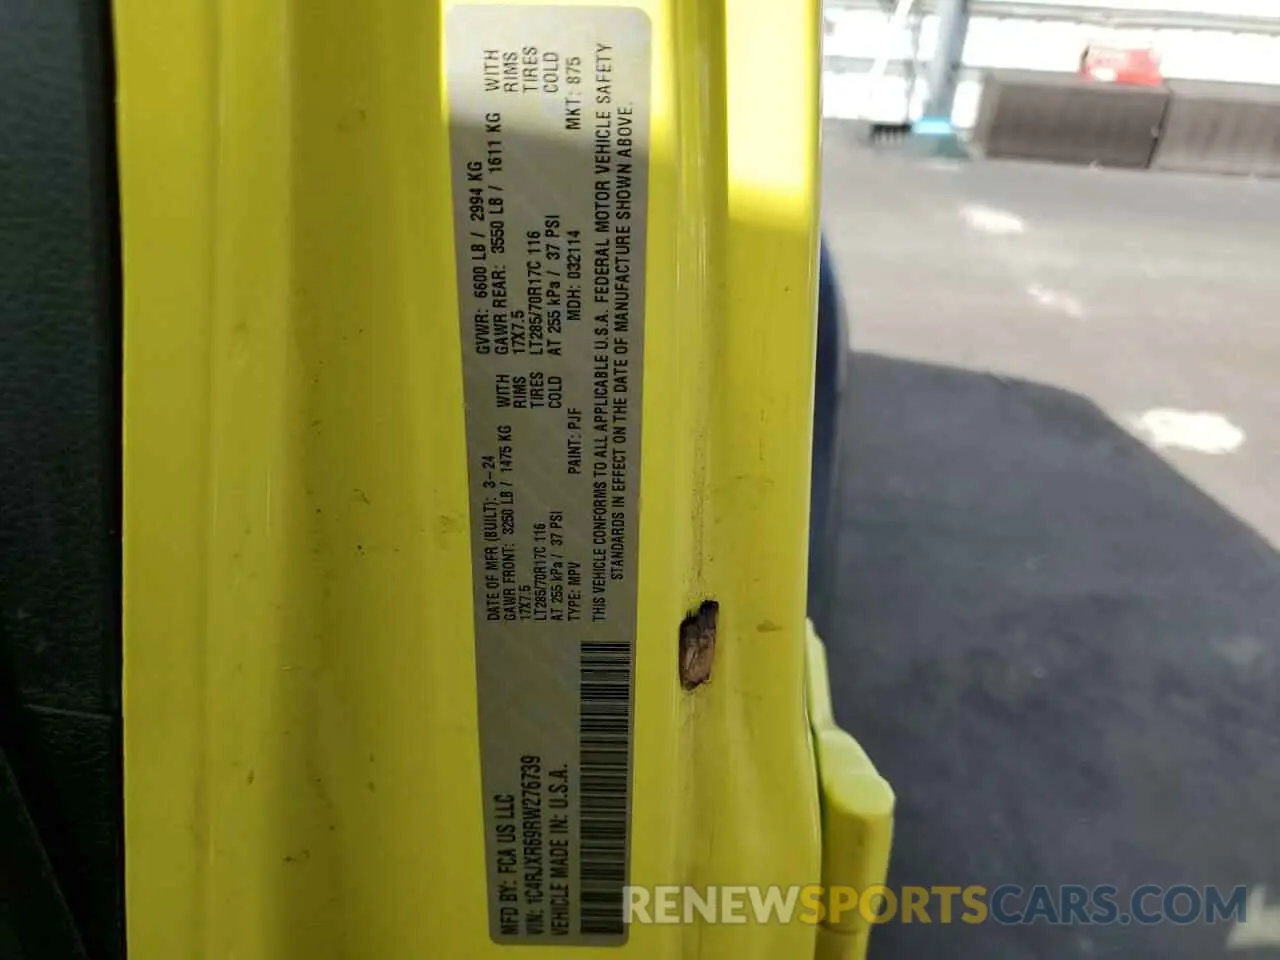 MFD BY: FCA US LLC
VIN: 1C4RJXR69RW276739
VEHICLE MADE IN: U.S.A.
DATE OF MFR (BUILT): 3-24
GAWR FRONT: 3250 LB / 1475 KG WITH
17X7.5 RIMS
LT285/70R17C 116 TIRES
AT 255 kPa / 37 PSI COLD
TYPE: MPV PAINT: PJF
GVWR: 6600 LB / 2994 KG
GAWR REAR: 3550 LB / 1611 KG WITH
17X7.5 RIMS
LT285/70R17C 116 TIRES
AT 255 kPa / 37 PSI COLD
MDH: 032114 MKT: 875
THIS VEHICLE CONFORMS TO ALL APPLICABLE U.S.A. FEDERAL MOTOR VEHICLE SAFETY
STANDARDS IN EFFECT ON THE DATE OF MANUFACTURE SHOWN ABOVE.
RENEWSPORTSCARS.COM